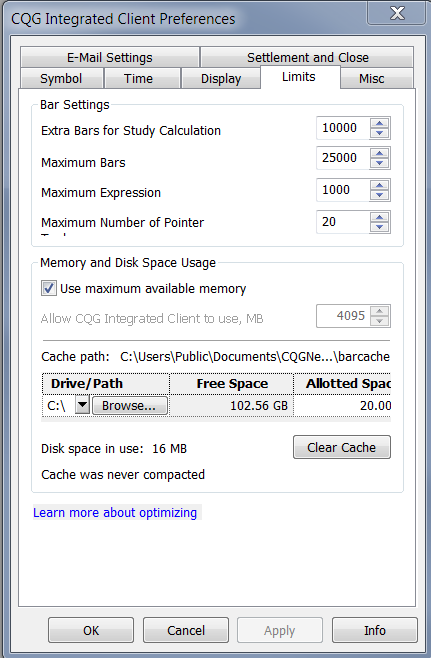 CQG Integrated Client Preferences
E-Mail Settings Settlement and Close
Symbol Time Display Limits Misc
Bar Settings
Extra Bars for Study Calculation 10000
Maximum Bars 25000
Maximum Expression 1000
Maximum Number of Pointer 20
Memory and Disk Space Usage
Use maximum available memory
Allow CQG Integrated Client to use, MB 4095
Cache path: C:\Users\Public\Documents\CQGNe...\barcache
Drive/Path Free Space Allotted Spac
C:\ Browse... 102.56 GB 20.00
Disk space in use: 16 MB Clear Cache
Cache was never compacted
Learn more about optimizing
OK Cancel Apply Info